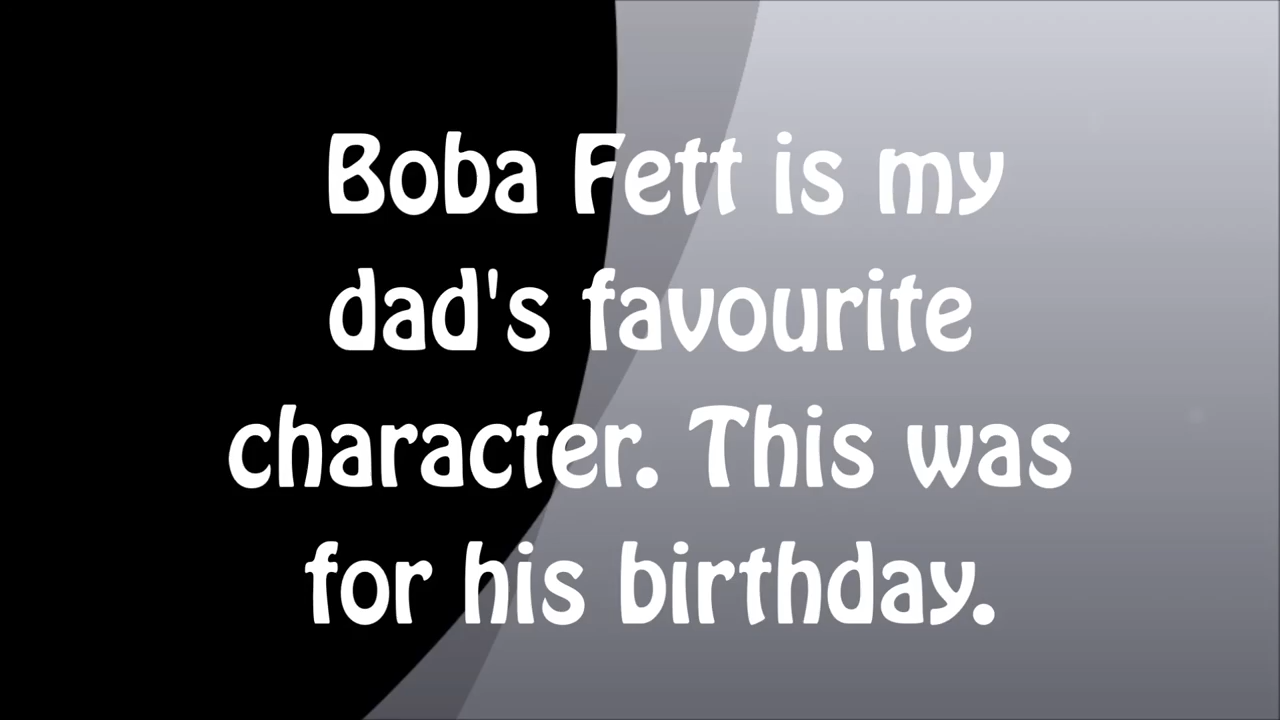 Boba Fett is my
dad's favourite
character. This was
for his birthday.